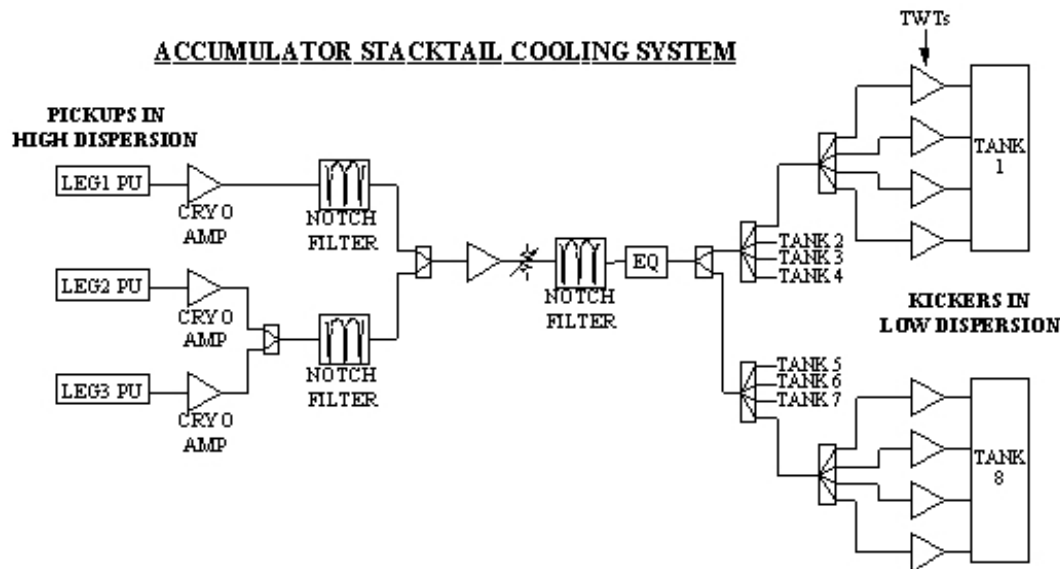 ACCUMULATOR STACKTAIL COOLING SYSTEM
TWTs
PICKUPS IN
HIGH DISPERSION
LEG1 PU
CRYO
AMP
NOTCH
FILTER
LEG2 PU
CRYO
AMP
LEG3 PU
CRYO
AMP
NOTCH
FILTER
NOTCH
FILTER
EQ
TANK 2
TANK 3
TANK 4
TANK
1
KICKERS IN
LOW DISPERSION
TANK 5
TANK 6
TANK 7
TANK
8